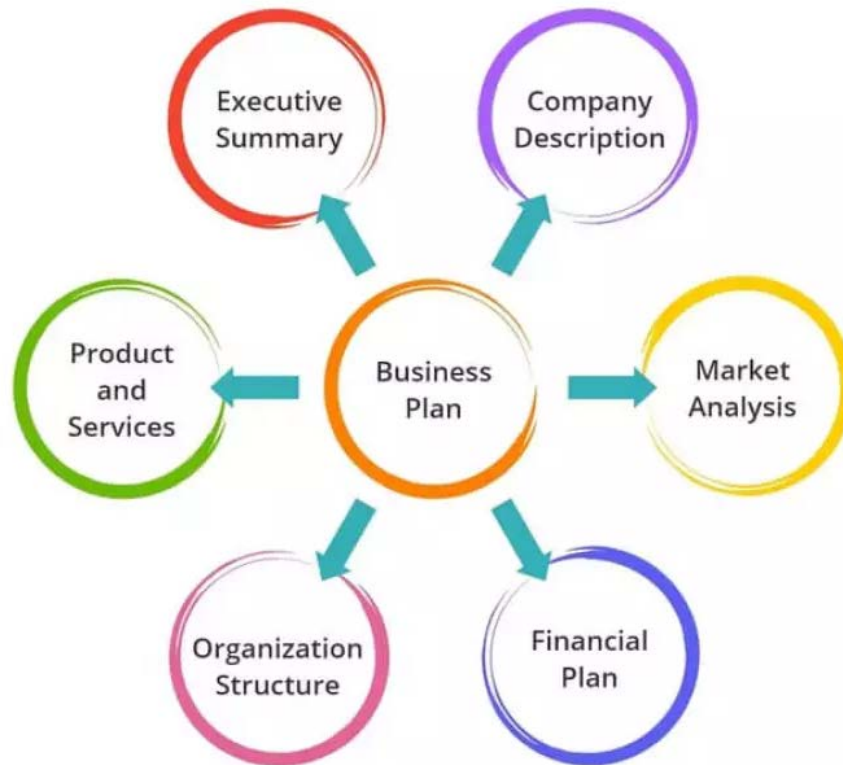 Executive
Summary
Company
Description
Product
and
Services
Business
Plan
Market
Analysis
Organization
Structure
Financial
Plan